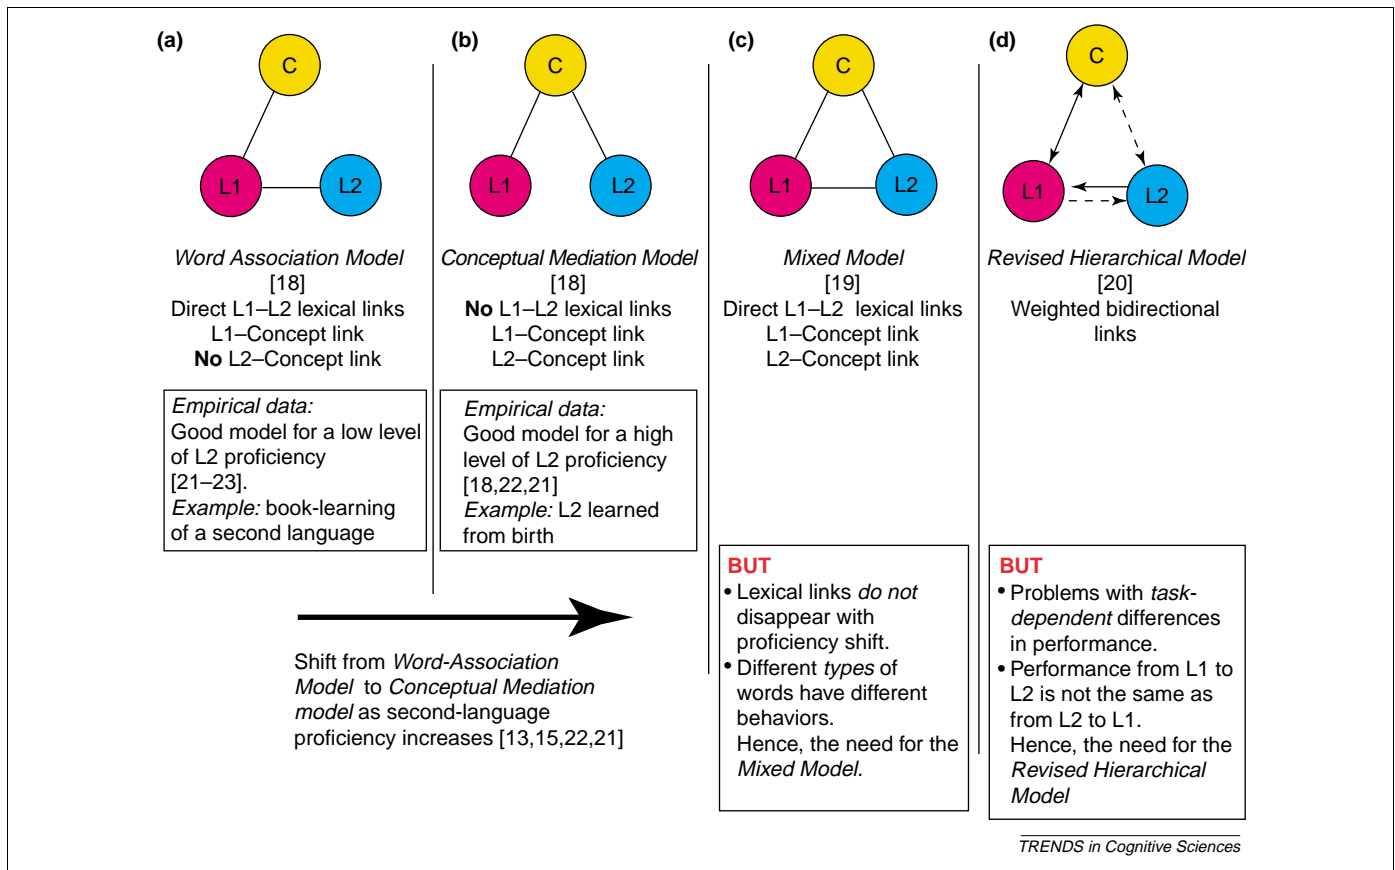 (a)
C
L1
L2
Word Association Model
[18]
Direct L1–L2 lexical links
L1–Concept link
No L2–Concept link
Empirical data:
Good model for a low level
of L2 proficiency
[21–23].
Example: book-learning
of a second language
(b)
C
L1
L2
Conceptual Mediation Model
[18]
No L1–L2 lexical links
L1–Concept link
L2–Concept link
Empirical data:
Good model for a high
level of L2 proficiency
[18,22,21]
Example: L2 learned
from birth
Shift from Word-Association
Model to Conceptual Mediation
model as second-language
proficiency increases [13,15,22,21]
(c)
C
L1
L2
Mixed Model
[19]
Direct L1–L2 lexical links
L1–Concept link
L2–Concept link
BUT
• Lexical links do not
disappear with
proficiency shift.
• Different types of
words have different
behaviors.
Hence, the need for the
Mixed Model.
(d)
C
L1
L2
Revised Hierarchical Model
[20]
Weighted bidirectional
links
BUT
• Problems with task-
dependent differences
in performance.
• Performance from L1 to
L2 is not the same as
from L2 to L1.
Hence, the need for the
Revised Hierarchical
Model
TRENDS in Cognitive Sciences